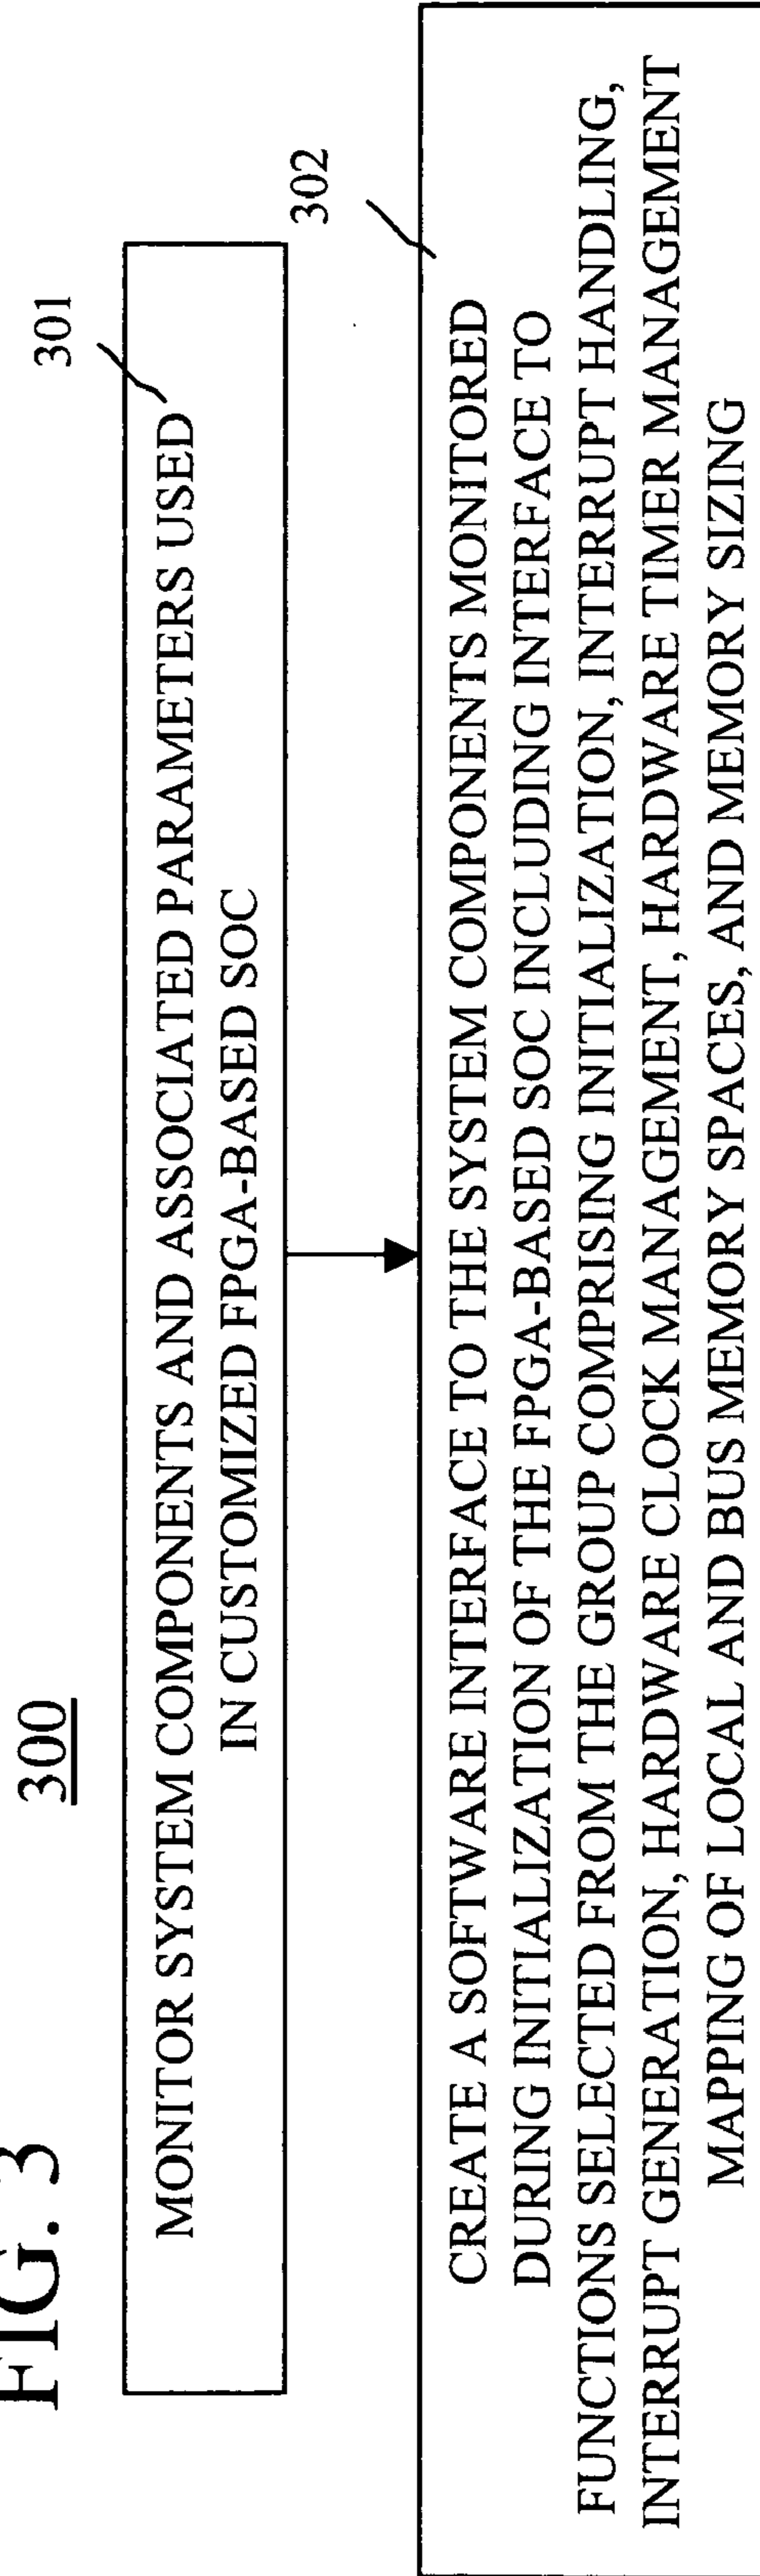 FIG. 3
300
301
MONITOR SYSTEM COMPONENTS AND ASSOCIATED PARAMETERS USED
IN CUSTOMIZED FPGA-BASED SOC
302
CREATE A SOFTWARE INTERFACE TO THE SYSTEM COMPONENTS MONITORED
DURING INITIALIZATION OF THE FPGA-BASED SOC INCLUDING INTERFACE TO
FUNCTIONS SELECTED FROM THE GROUP COMPRISING INITIALIZATION, INTERRUPT HANDLING,
INTERRUPT GENERATION, HARDWARE CLOCK MANAGEMENT, HARDWARE TIMER MANAGEMENT
MAPPING OF LOCAL AND BUS MEMORY SPACES, AND MEMORY SIZING